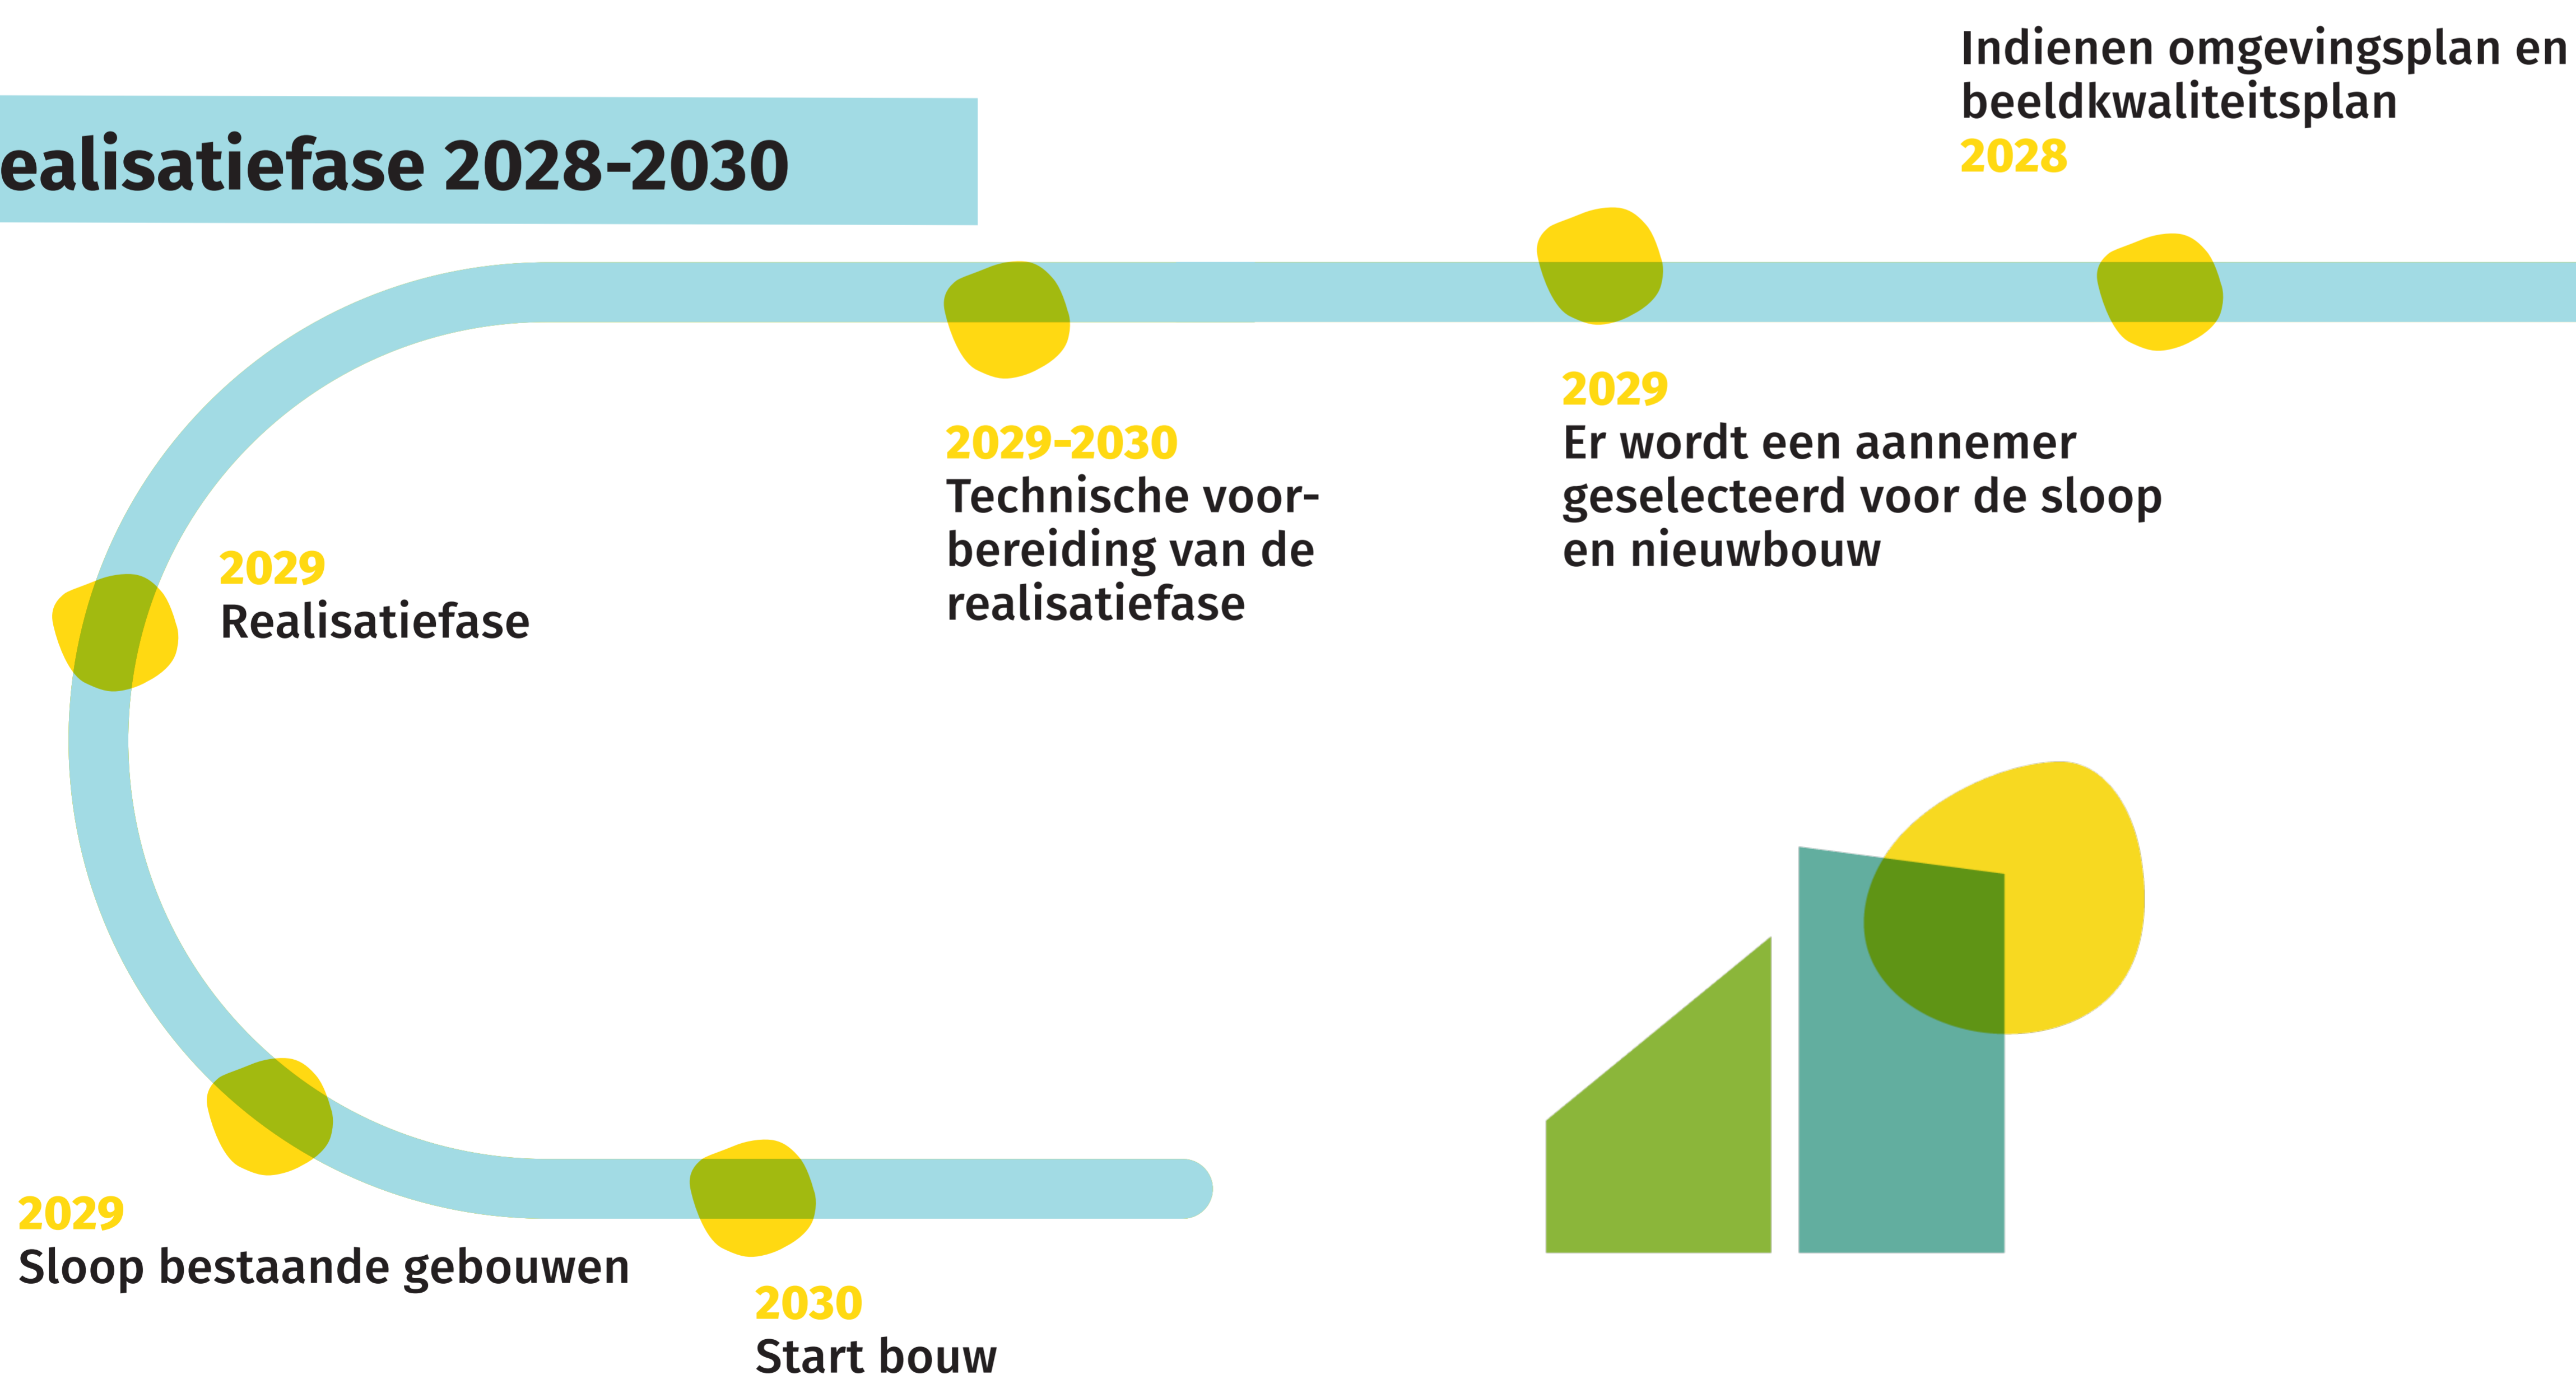 Indienen omgevingsplan en
beeldkwaliteitsplan
2028
ealisatiefase 2028-2030
2029
Er wordt een aannemer
geselecteerd voor de sloop
en nieuwbouw
2029-2030
Technische voor-
bereiding van de
realisatiefase
2029
Realisatiefase
2029
Sloop bestaande gebouwen
2030
Start bouw